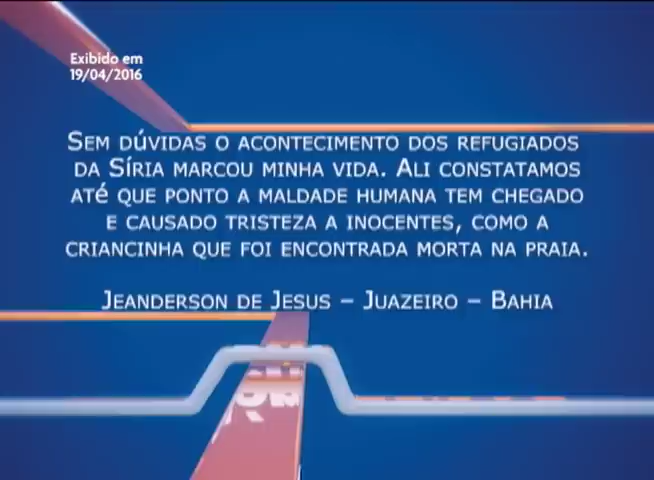 Exibido em
19/04/2016
Sem dúvidas o acontecimento dos refugiados
da Síria marcou minha vida. Ali constatamos
até que ponto a maldade humana tem chegado
e causado tristeza a inocentes, como a
criancinha que foi encontrada morta na praia.
Jeanderson de Jesus – Juazeiro – Bahia